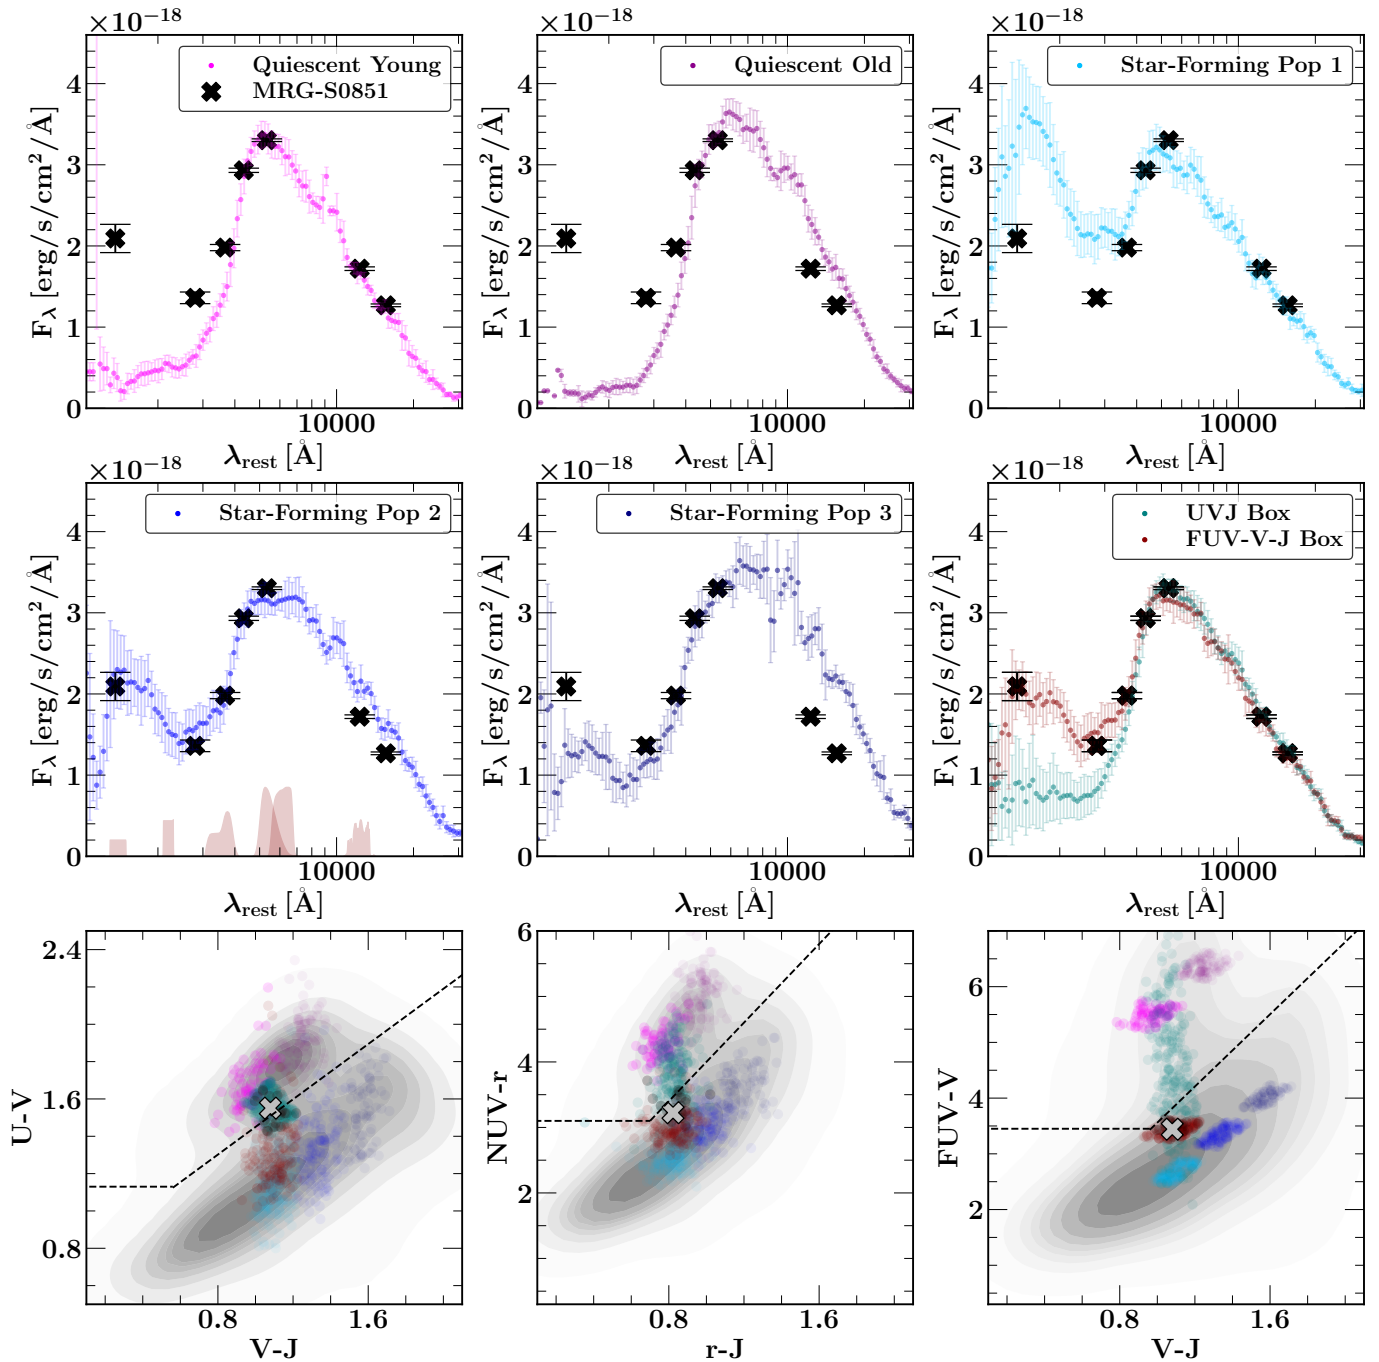 ×10⁻¹⁸ ×10⁻¹⁸ ×10⁻¹⁸
Quiescent Young
MRG-S0851
Quiescent Old
Star-Forming Pop 1
4 4 4
3 3 3
2 2 2
1 1 1
0 0 0
F_λ [erg/s/cm²/Å] F_λ [erg/s/cm²/Å] F_λ [erg/s/cm²/Å]
10000 10000 10000
λ_rest [Å] λ_rest [Å] λ_rest [Å]
×10⁻¹⁸ ×10⁻¹⁸ ×10⁻¹⁸
Star-Forming Pop 2
Star-Forming Pop 3
UVJ Box
FUV-V-J Box
4 4 4
3 3 3
2 2 2
1 1 1
0 0 0
F_λ [erg/s/cm²/Å] F_λ [erg/s/cm²/Å] F_λ [erg/s/cm²/Å]
10000 10000 10000
λ_rest [Å] λ_rest [Å] λ_rest [Å]
2.4
1.6
0.8
U-V
0.8 1.6
V-J
6
4
2
NUV-r
0.8 1.6
r-J
6
4
2
FUV-V
0.8 1.6
V-J